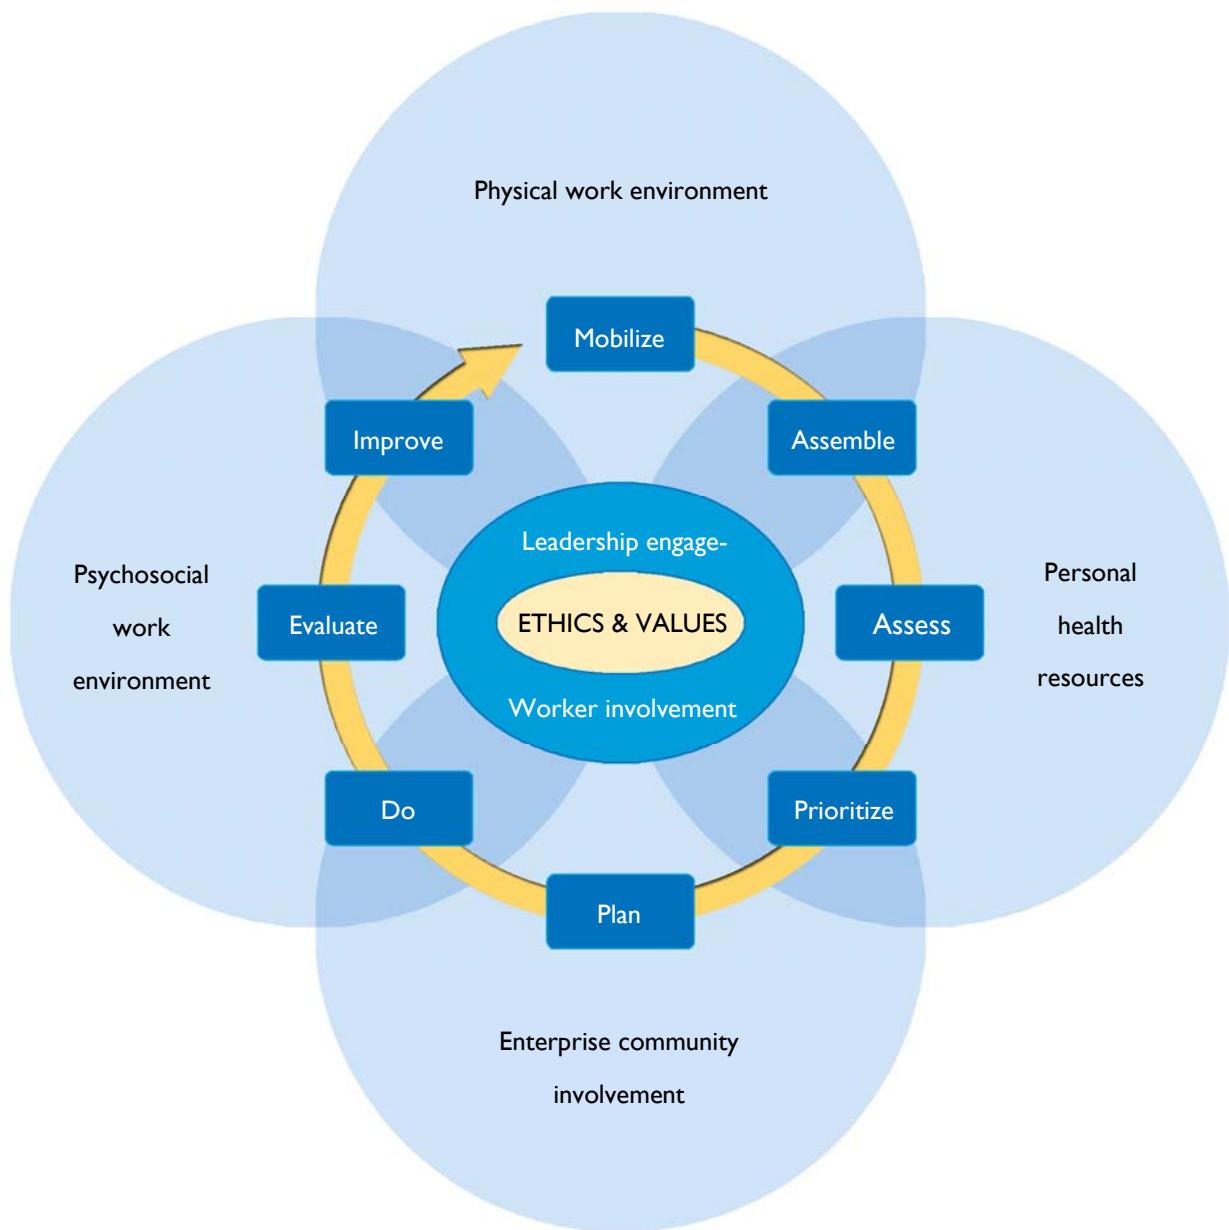 Physical work environment
Mobilize
Improve
Assemble
Leadership engage-
Psychosocial
work
environment
Evaluate
ETHICS & VALUES
Assess
Personal
health
resources
Worker involvement
Do
Prioritize
Plan
Enterprise community
involvement